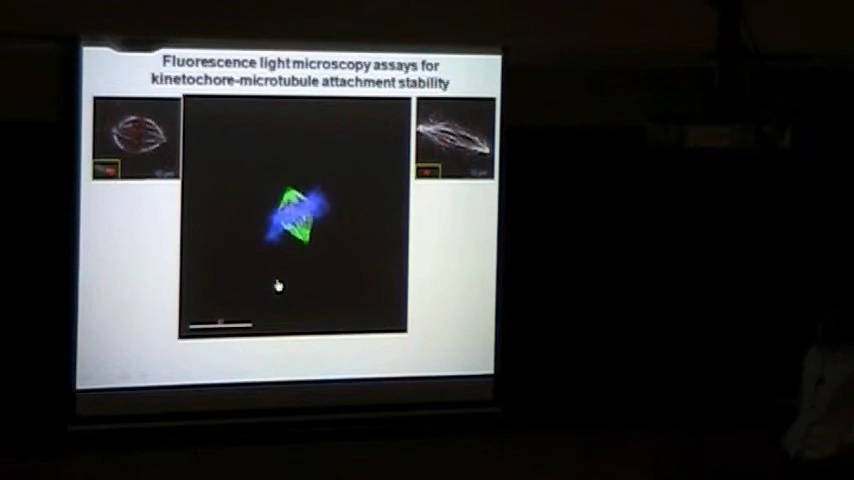 Fluorescence light microscopy assays for
kinetochore-microtubule attachment stability